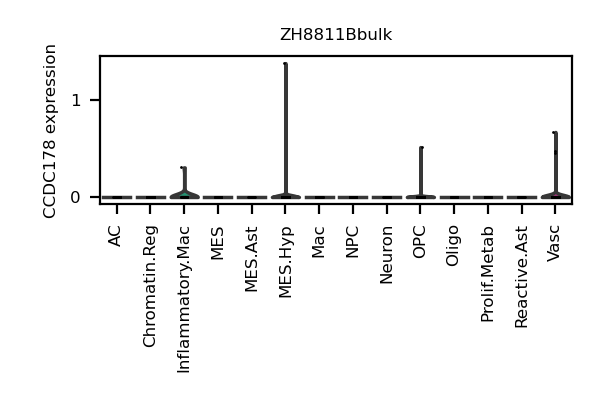 ZH8811Bbulk
CCDC178 expression
1
0
AC
Chromatin.Reg
Inflammatory.Mac
MES
MES.Ast
MES.Hyp
Mac
NPC
Neuron
OPC
Oligo
Prolif.Metab
Reactive.Ast
Vasc